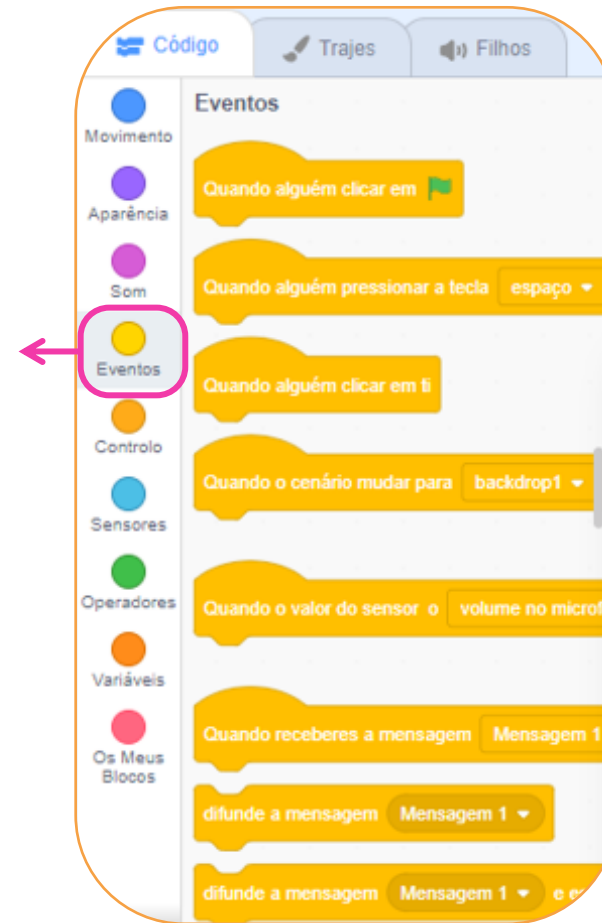 Código
Trajes
Filhos
Movimento
Aparência
Som
Eventos
Controlo
Sensores
Operadores
Variáveis
Os Meus
Blocos
Eventos
Quando alguém clicar em
Quando alguém pressionar a tecla espaço
Quando alguém clicar em ti
Quando o cenário mudar para backdrop1
Quando o valor do sensor o volume no
Quando receberes a mensagem Mensagem 1
difunde a mensagem Mensagem 1
difunde a mensagem Mensagem 1 e